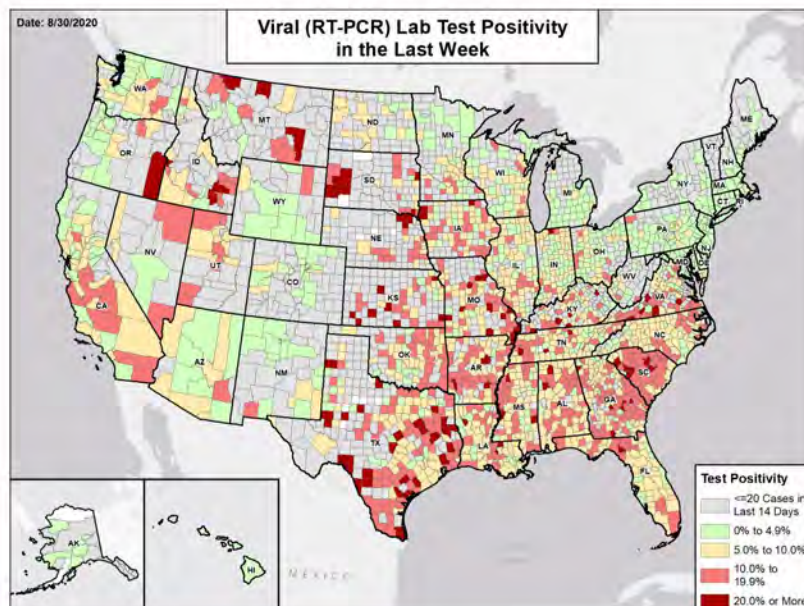 Date: 8/30/2020
Viral (RT-PCR) Lab Test Positivity
in the Last Week
WA
MT
ND
MN
ME
OR
ID
SD
WI
VT
NH
NY
MA
CT
RI
WY
MI
IA
NE
PA
NJ
NV
UT
CO
IL
IN
OH
MD
DE
WV
VA
CA
KS
MO
KY
NC
TN
AZ
NM
OK
AR
SC
MS
AL
GA
TX
LA
FL
AK
HI
MEXICO
Test Positivity
<=20 Cases in
Last 14 Days
0% to 4.9%
5.0% to 10.0%
10.0% to
19.9%
20.0% or More